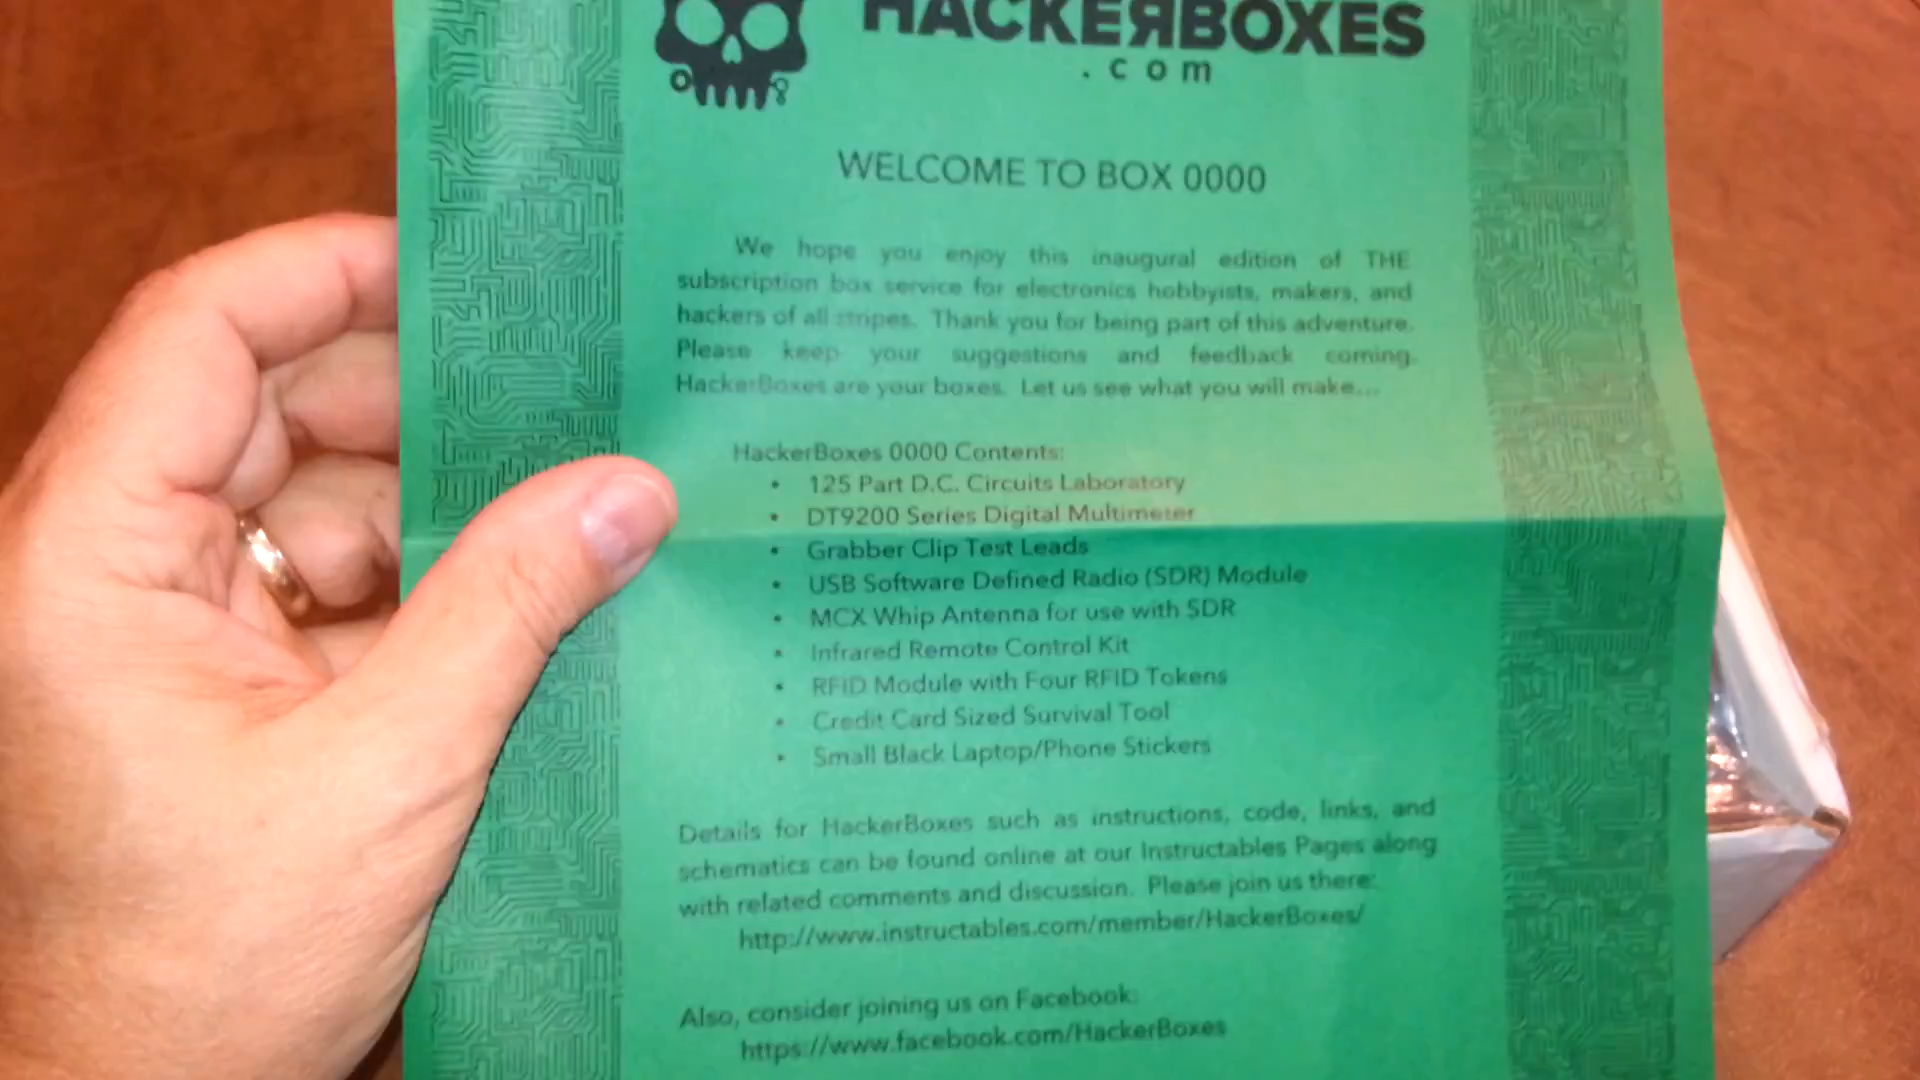 HACKERBOXES
.com
WELCOME TO BOX 0000
We hope you enjoy this inaugural edition of THE
subscription box service for electronics hobbyists, makers, and
hackers of all stripes. Thank you for being part of this adventure.
Please keep your suggestions and feedback coming.
HackerBoxes are your boxes. Let us see what you will make...
HackerBoxes 0000 Contents:
• 125 Part D.C. Circuits Laboratory
• DT9200 Series Digital Multimeter
• Grabber Clip Test Leads
• USB Software Defined Radio (SDR) Module
• MCX Whip Antenna for use with SDR
• Infrared Remote Control Kit
• RFID Module with Four RFID Tokens
• Credit Card Sized Survival Tool
• Small Black Laptop/Phone Stickers
Details for HackerBoxes such as instructions, code, links, and
schematics can be found online at our Instructables Pages along
with related comments and discussion. Please join us there:
http://www.instructables.com/member/HackerBoxes/
Also, consider joining us on Facebook:
https://www.facebook.com/HackerBoxes